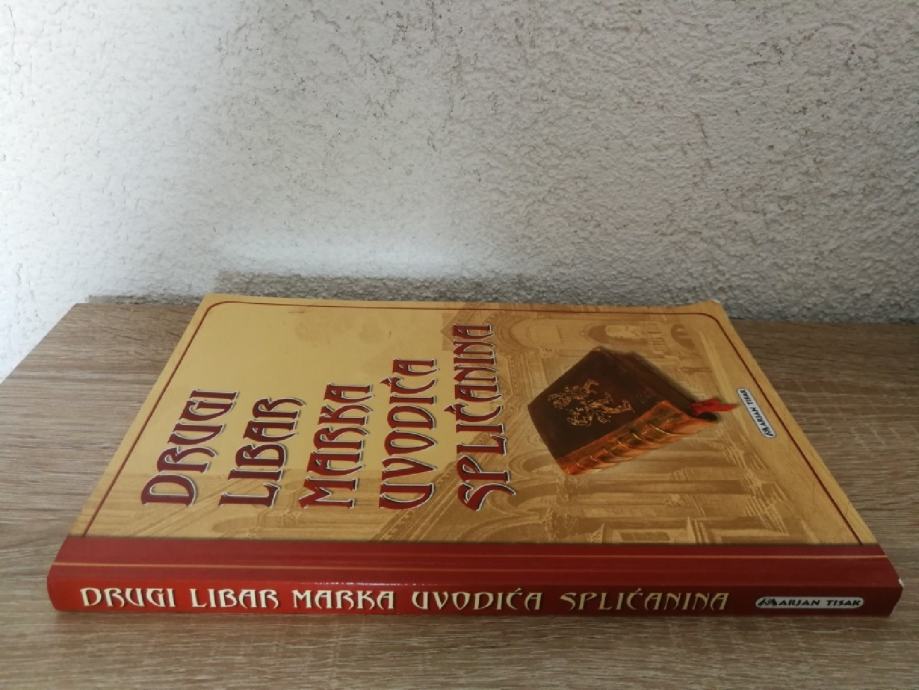 DRUGI
LIBAR
MARKA
UVODIĆA
SPLIĆANINA
MARJAN TISAK
DRUGI LIBAR MARKA UVODIĆA SPLIĆANINA
MARJAN TISAK